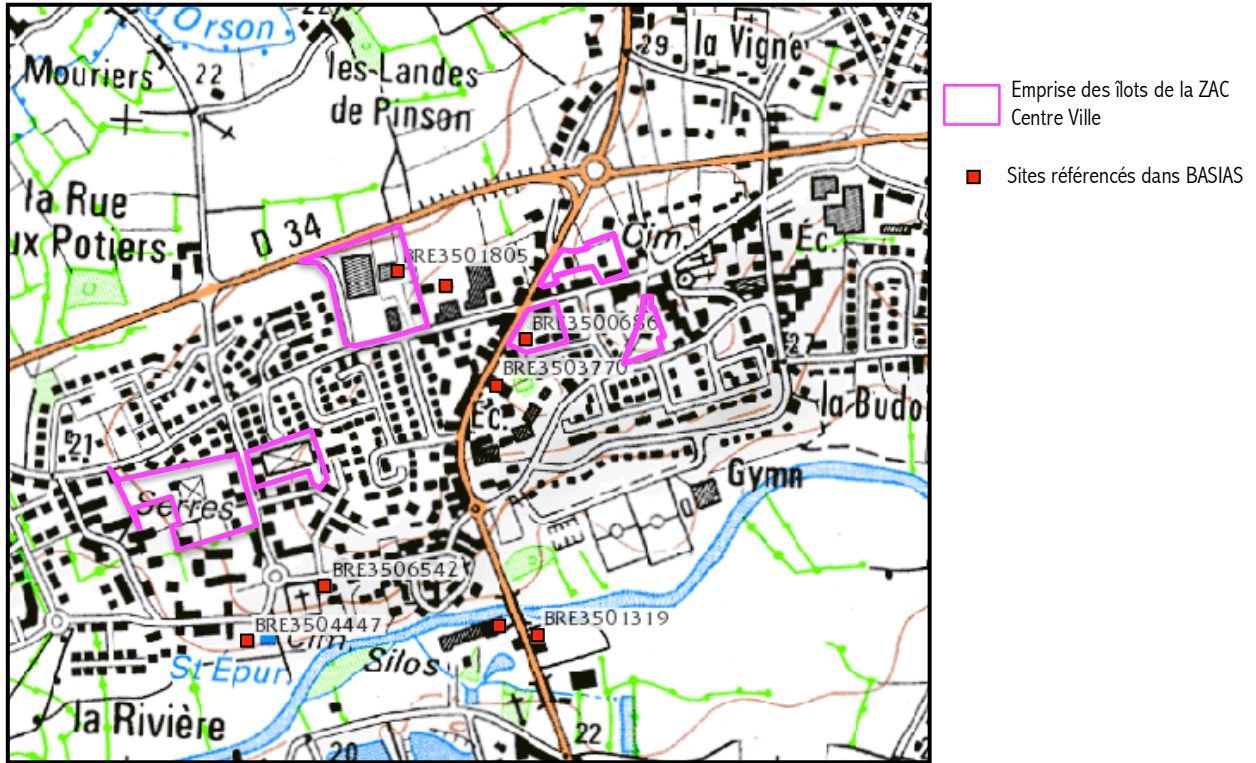 Orson
22
Mouriers
22
les-Landes
de Pinson
29
la Vigne
la Rue
ux Potiers
D 34
Cim.
Éc.
BRE3501805
BRE3500686
BRE3503770
27
la Budo
Éc.
21
Serres
Gymn
BRE3506542
BRE3504447
Cim.
BRE3501319
St Épur
Silos
la Rivière
20
22
Emprise des îlots de la ZAC
Centre Ville
Sites référencés dans BASIAS